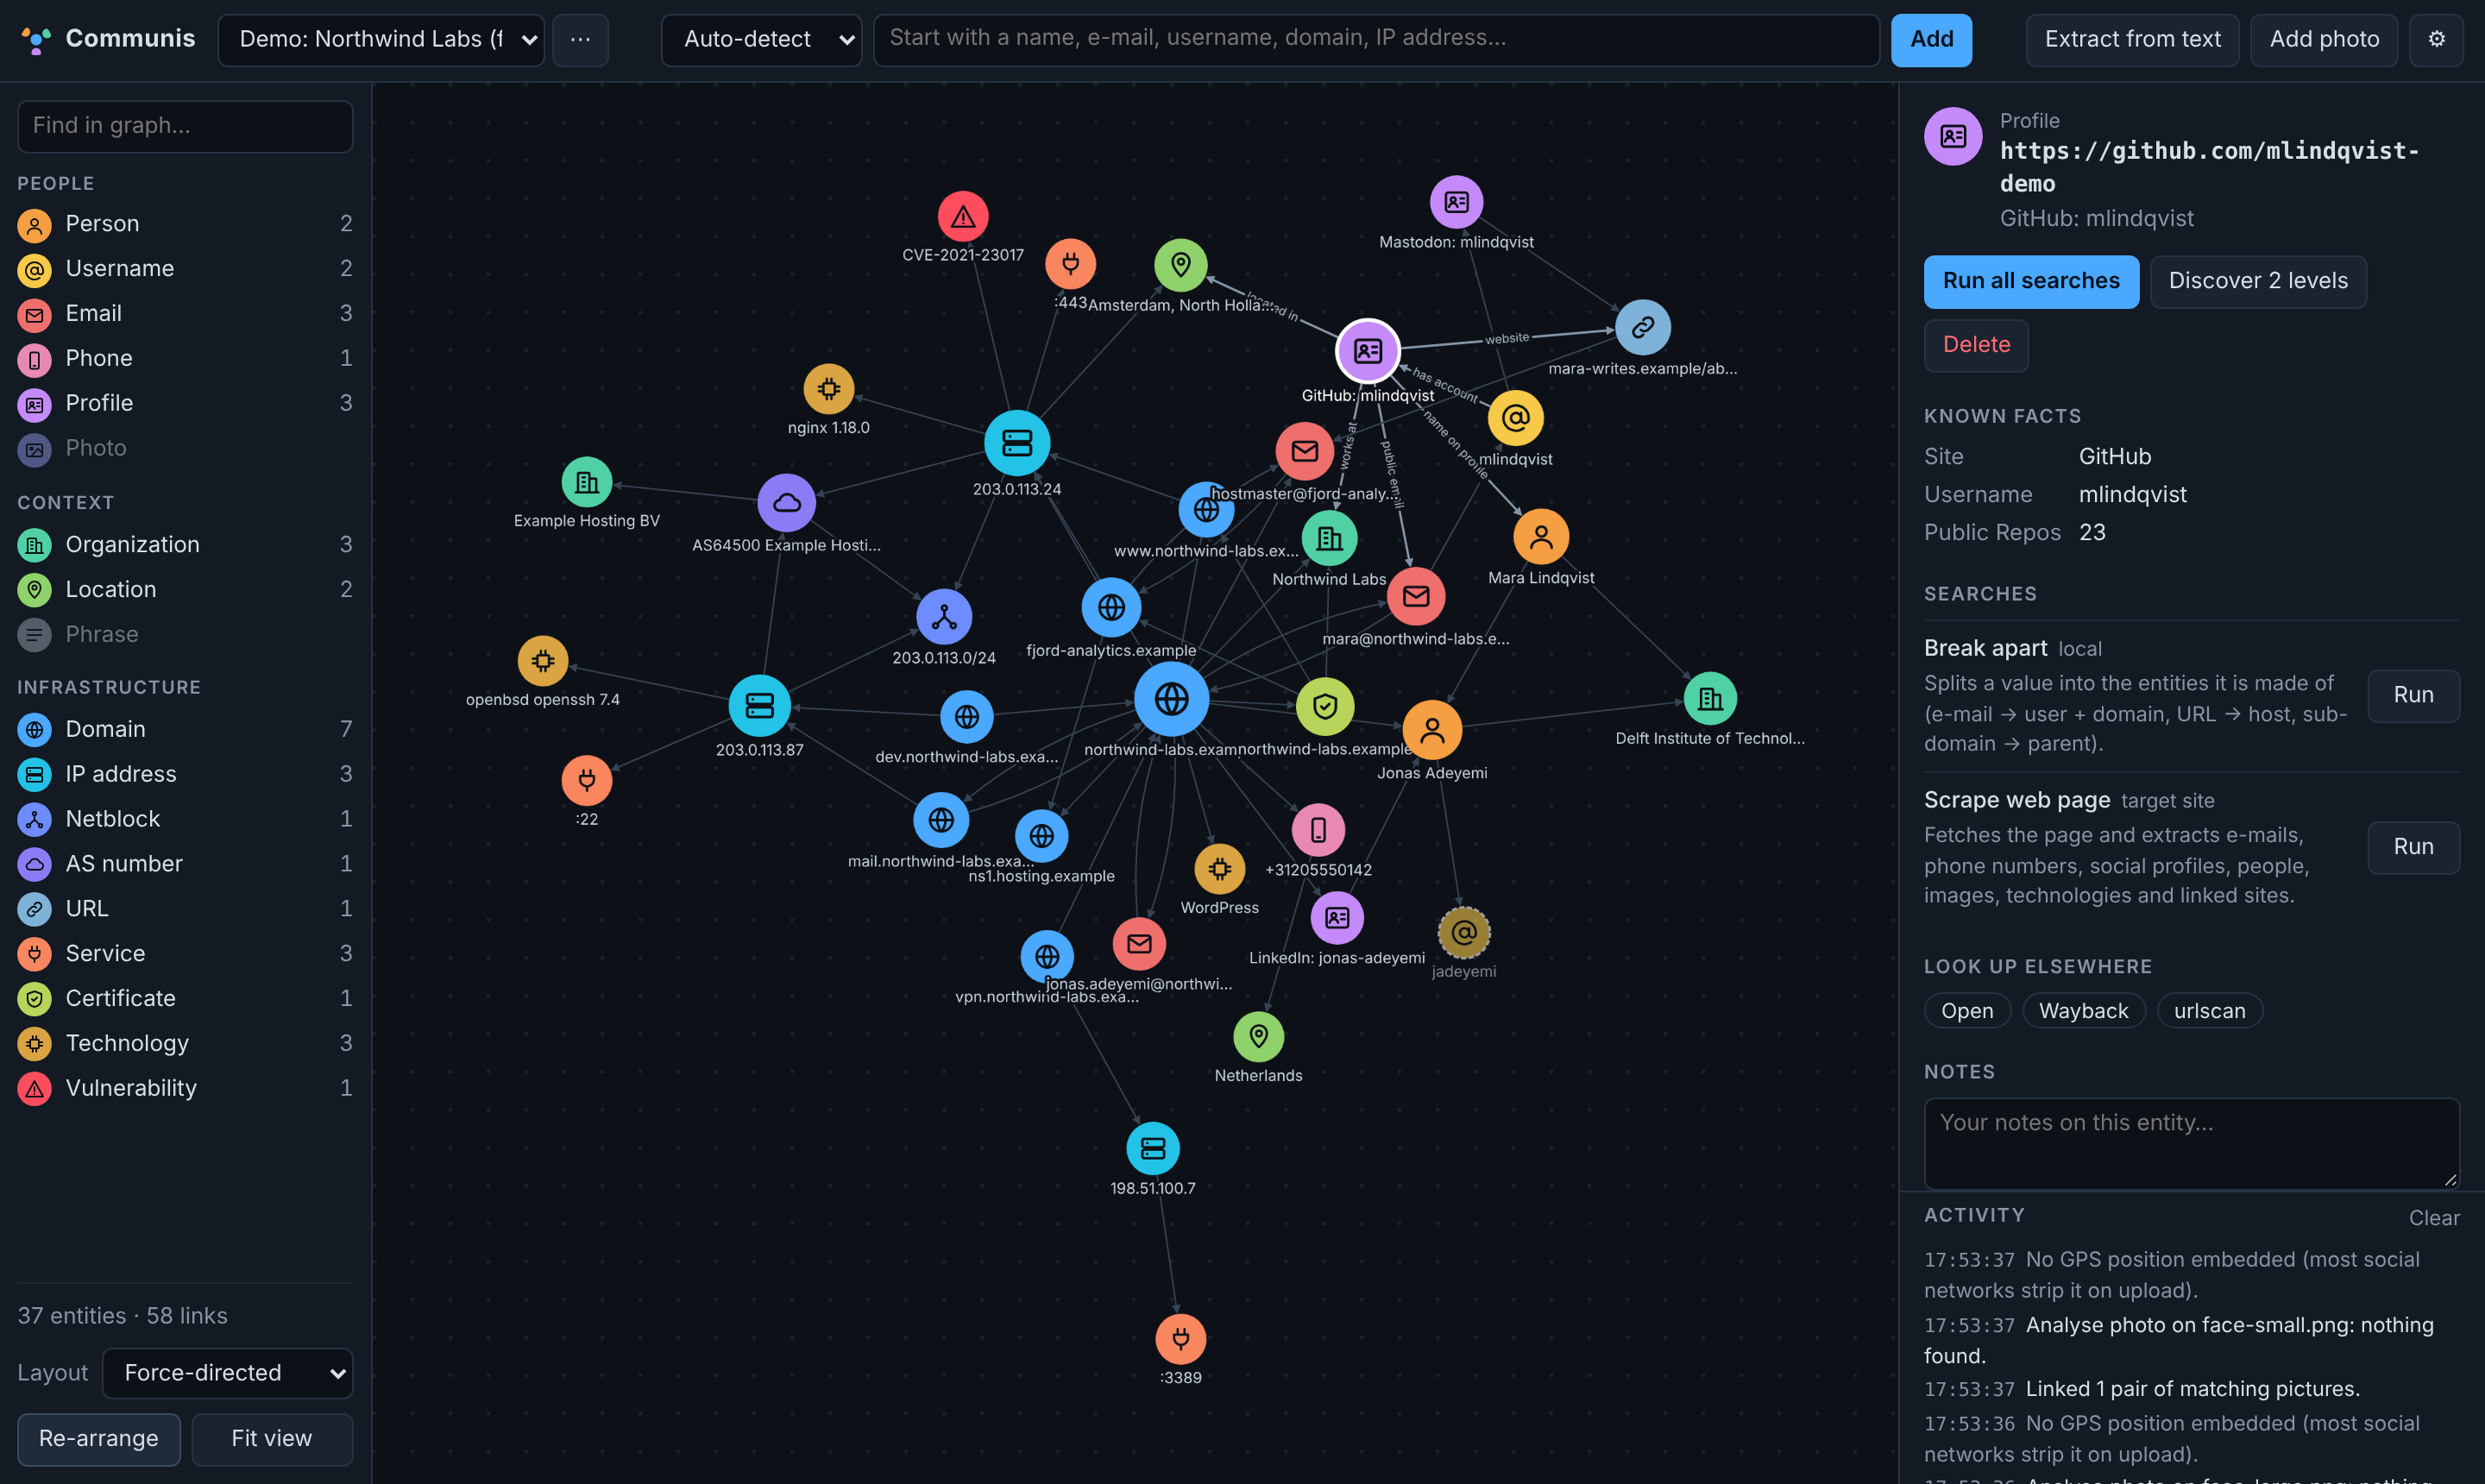 Communis
Demo: Northwind Labs (f
...
Auto-detect
Start with a name, e-mail, username, domain, IP address...
Add
Extract from text
Add photo
Find in graph...
PEOPLE
Person 2
Username 2
Email 3
Phone 1
Profile 3
Photo
CONTEXT
Organization 3
Location 2
Phrase
INFRASTRUCTURE
Domain 7
IP address 3
Netblock 1
AS number 1
URL 1
Service 3
Certificate 1
Technology 3
Vulnerability 1
37 entities · 58 links
Layout
Force-directed
Re-arrange
Fit view
Mastodon: mlindqvist
CVE-2021-23017
:443
Amsterdam, North Holla...
located in
website
mara-writes.example/ab...
has account
GitHub: mlindqvist
nginx 1.18.0
works at
public email
name on profile
mlindqvist
203.0.113.24
hostmaster@fjord-analy...
Example Hosting BV
AS64500 Example Hosti...
www.northwind-labs.ex...
Northwind Labs
Mara Lindqvist
mara@northwind-labs.e...
fjord-analytics.example
203.0.113.0/24
openbsd openssh 7.4
203.0.113.87
dev.northwind-labs.exa...
northwind-labs.exam
northwind-labs.example
Delft Institute of Technol...
Jonas Adeyemi
:22
mail.northwind-labs.exa...
ns1.hosting.example
+31205550142
WordPress
LinkedIn: jonas-adeyemi
jadeyemi
jonas.adeyemi@northwi...
vpn.northwind-labs.exa...
Netherlands
198.51.100.7
:3389
Profile
https://github.com/mlindqvist-
demo
GitHub: mlindqvist
Run all searches
Discover 2 levels
Delete
KNOWN FACTS
Site GitHub
Username mlindqvist
Public Repos 23
SEARCHES
Break apart local
Splits a value into the entities it is made of
(e-mail → user + domain, URL → host, sub-
domain → parent).
Run
Scrape web page target site
Fetches the page and extracts e-mails,
phone numbers, social profiles, people,
images, technologies and linked sites.
Run
LOOK UP ELSEWHERE
Open
Wayback
urlscan
NOTES
Your notes on this entity...
ACTIVITY
Clear
17:53:37 No GPS position embedded (most social
networks strip it on upload).
17:53:37 Analyse photo on face-small.png: nothing
found.
17:53:37 Linked 1 pair of matching pictures.
17:53:36 No GPS position embedded (most social
networks strip it on upload).